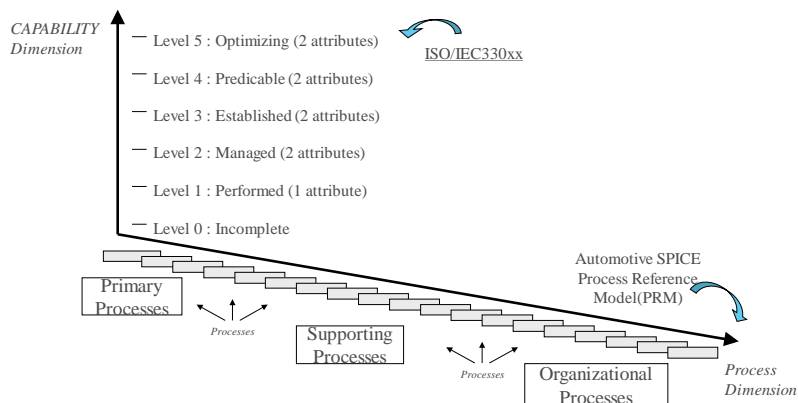 CAPABILITY
Dimension
Level 5 : Optimizing (2 attributes)
ISO/IEC330xx
Level 4 : Predicable (2 attributes)
Level 3 : Established (2 attributes)
Level 2 : Managed (2 attributes)
Level 1 : Performed (1 attribute)
Level 0 : Incomplete
Automotive SPICE
Process Reference
Model(PRM)
Primary
Processes
Processes
Supporting
Processes
Processes
Organizational
Processes
Process
Dimension